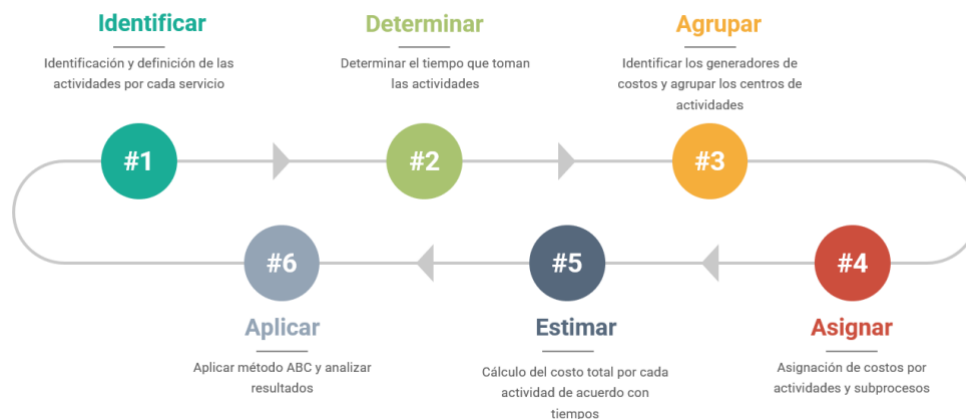 Identificar
Identificación y definición de las
actividades por cada servicio
#1
Determinar
Determinar el tiempo que toman
las actividades
#2
Agrupar
Identificar los generadores de
costos y agrupar los centros de
actividades
#3
#4
Asignar
Asignación de costos por
actividades y subprocesos
#5
Estimar
Cálculo del costo total por cada
actividad de acuerdo con
tiempos
#6
Aplicar
Aplicar método ABC y analizar
resultados